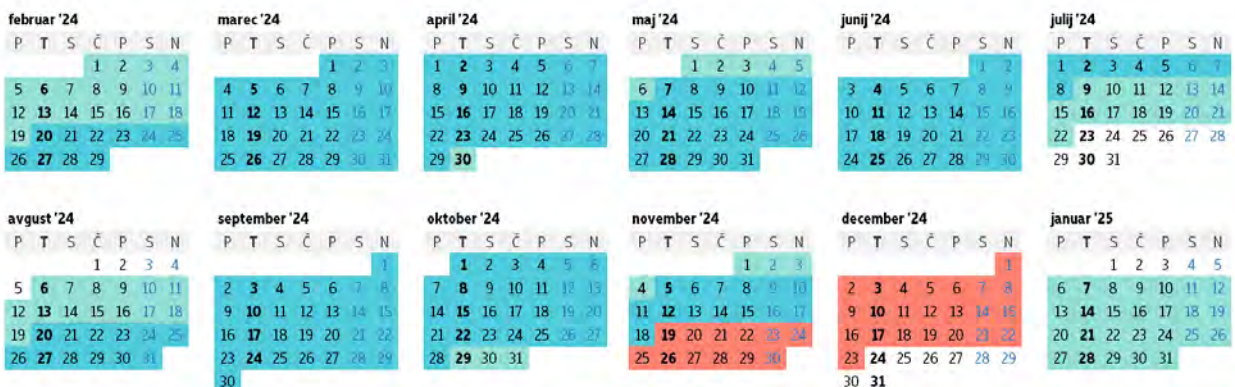 februar '24 marec '24 april '24 maj '24 junij '24 julij '24
P T S Č P S N P T S Č P S N P T S Č P S N P T S Č P S N P T S Č P S N P T S Č P S N
1 2 3 4 1 2 3 1 2 3 4 5 6 7 1 2 3 4 5 1 2 1 2 3 4 5 6 7
5 6 7 8 9 10 11 4 5 6 7 8 9 10 8 9 10 11 12 13 14 6 7 8 9 10 11 12 3 4 5 6 7 8 9 8 9 10 11 12 13 14
12 13 14 15 16 17 18 11 12 13 14 15 16 17 15 16 17 18 19 20 21 13 14 15 16 17 18 19 10 11 12 13 14 15 16 15 16 17 18 19 20 21
19 20 21 22 23 24 25 18 19 20 21 22 23 24 22 23 24 25 26 27 28 20 21 22 23 24 25 26 17 18 19 20 21 22 23 22 23 24 25 26 27 28
26 27 28 29 25 26 27 28 29 30 31 29 30 27 28 29 30 31 24 25 26 27 28 29 30 29 30 31
avgust '24 september '24 oktober '24 november '24 december '24 januar '25
P T S Č P S N P T S Č P S N P T S Č P S N P T S Č P S N P T S Č P S N P T S Č P S N
1 2 3 4 1 1 2 3 4 5 6 1 2 3 1 1 2 3 4 5
5 6 7 8 9 10 11 2 3 4 5 6 7 8 7 8 9 10 11 12 13 4 5 6 7 8 9 10 2 3 4 5 6 7 8 6 7 8 9 10 11 12
12 13 14 15 16 17 18 9 10 11 12 13 14 15 14 15 16 17 18 19 20 11 12 13 14 15 16 17 9 10 11 12 13 14 15 13 14 15 16 17 18 19
19 20 21 22 23 24 25 16 17 18 19 20 21 22 21 22 23 24 25 26 27 18 19 20 21 22 23 24 16 17 18 19 20 21 22 20 21 22 23 24 25 26
26 27 28 29 30 31 23 24 25 26 27 28 29 28 29 30 31 25 26 27 28 29 30 23 24 25 26 27 28 29 27 28 29 30 31
30 30 31